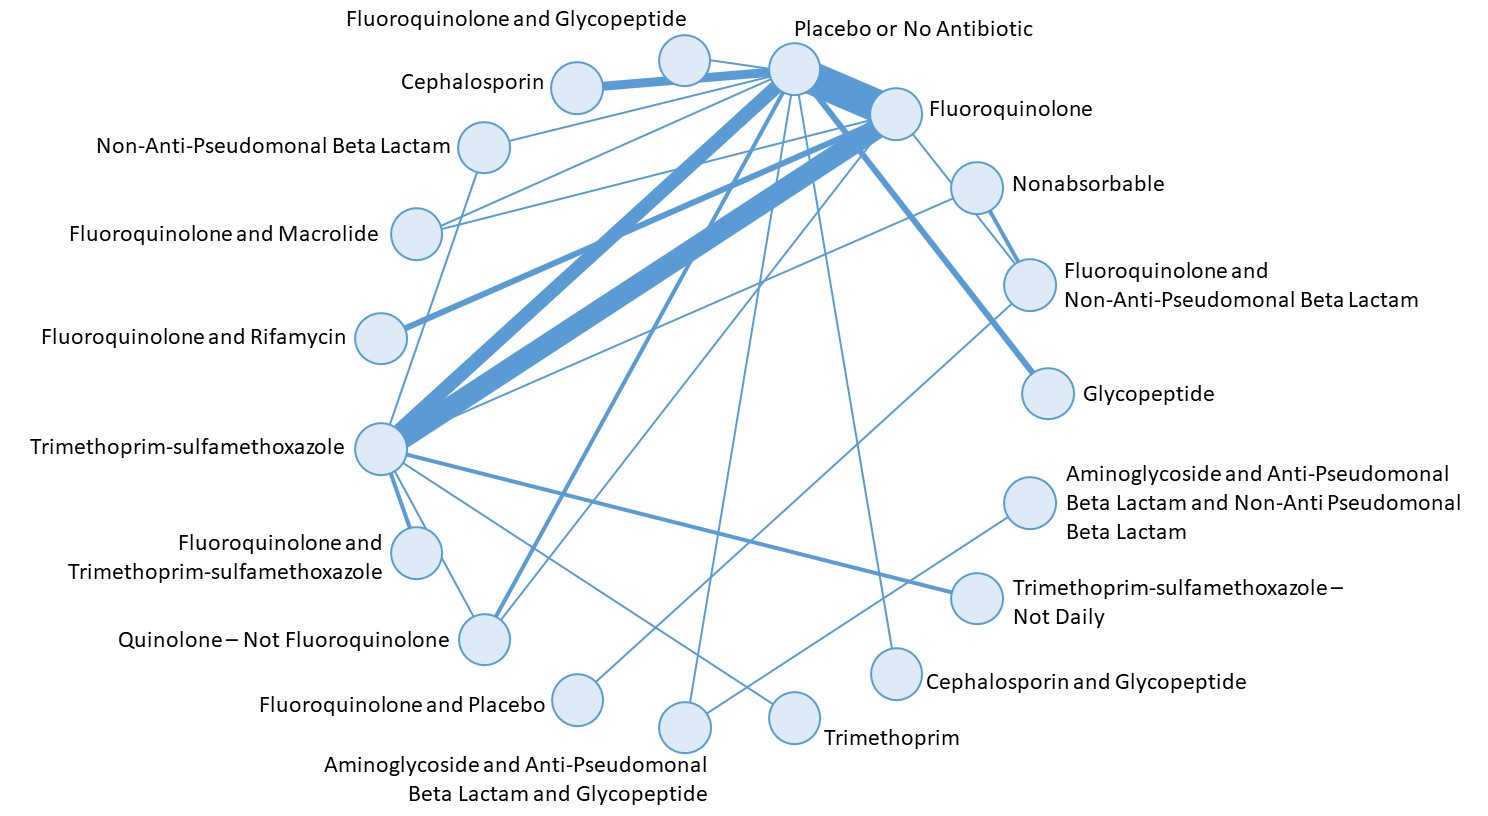 Fluoroquinolone and Glycopeptide
Placebo or No Antibiotic
Cephalosporin
Fluoroquinolone
Non-Anti-Pseudomonal Beta Lactam
Nonabsorbable
Fluoroquinolone and Macrolide
Fluoroquinolone and
Non-Anti-Pseudomonal Beta Lactam
Fluoroquinolone and Rifamycin
Glycopeptide
Trimethoprim-sulfamethoxazole
Aminoglycoside and Anti-Pseudomonal
Beta Lactam and Non-Anti Pseudomonal
Beta Lactam
Fluoroquinolone and
Trimethoprim-sulfamethoxazole
Trimethoprim-sulfamethoxazole –
Not Daily
Quinolone – Not Fluoroquinolone
Cephalosporin and Glycopeptide
Fluoroquinolone and Placebo
Trimethoprim
Aminoglycoside and Anti-Pseudomonal
Beta Lactam and Glycopeptide